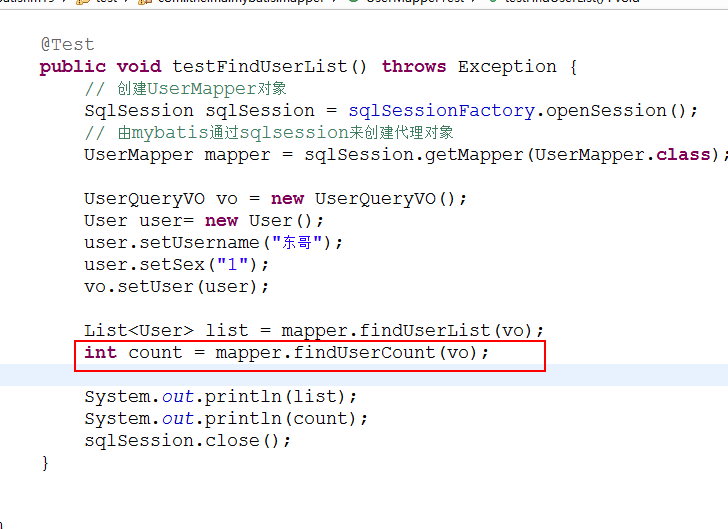 @Test
public void testFindUserList() throws Exception {
// 创建UserMapper对象
SqlSession sqlSession = sqlSessionFactory.openSession();
// 由mybatis通过sqlsession来创建代理对象
UserMapper mapper = sqlSession.getMapper(UserMapper.class);
UserQueryVO vo = new UserQueryVO();
User user= new User();
user.setUsername("东哥");
user.setSex("1");
vo.setUser(user);
List<User> list = mapper.findUserList(vo);
int count = mapper.findUserCount(vo);
System.out.println(list);
System.out.println(count);
sqlSession.close();
}